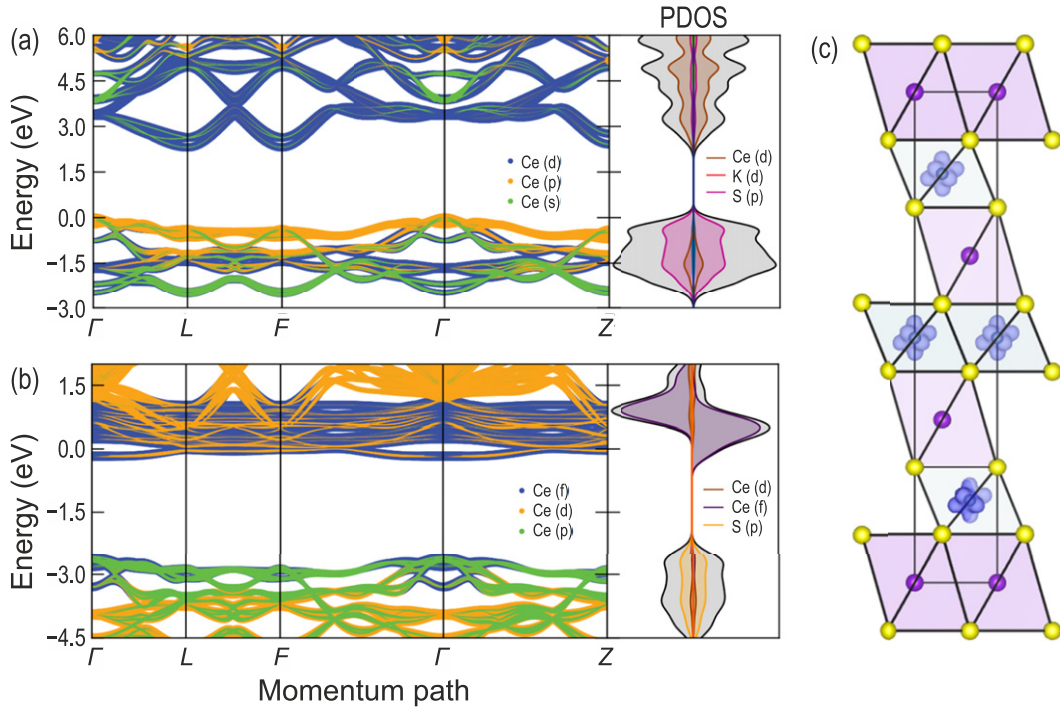 (a)
PDOS
(c)
6.0
4.5
3.0
1.5
0.0
−1.5
−3.0
Energy (eV)
Ce (d)
Ce (p)
Ce (s)
Ce (d)
K (d)
S (p)
Γ L F Γ Z
(b)
1.5
0.0
−1.5
−3.0
−4.5
Energy (eV)
Ce (f)
Ce (d)
Ce (p)
Ce (d)
Ce (f)
S (p)
Γ L F Γ Z
Momentum path